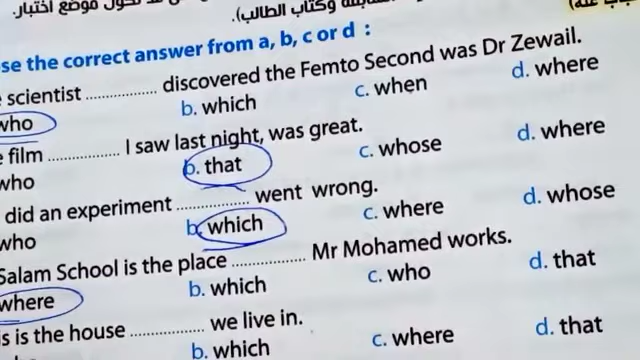 وكتاب الطالب).
موضع اختبار.
se the correct answer from a, b, c or d :
scientist .................. discovered the Femto Second was Dr Zewail.
who b. which c. when d. where
film .................. I saw last night, was great.
who b. that c. whose d. where
did an experiment .................. went wrong.
who b. which c. where d. whose
Salam School is the place .................. Mr Mohamed works.
where b. which c. who d. that
s is the house .................. we live in.
b. which c. where d. that